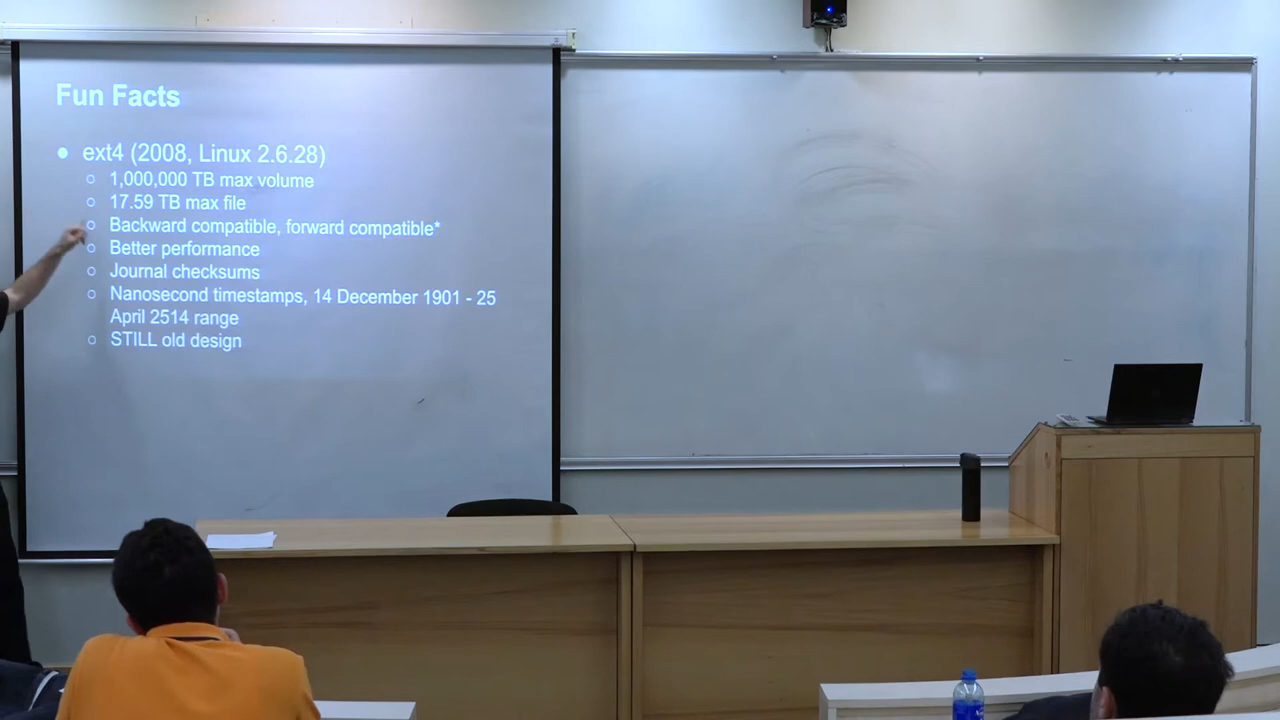 Fun Facts
● ext4 (2008, Linux 2.6.28)
○ 1,000,000 TB max volume
○ 17.59 TB max file
○ Backward compatible, forward compatible*
○ Better performance
○ Journal checksums
○ Nanosecond timestamps, 14 December 1901 - 25
April 2514 range
○ STILL old design